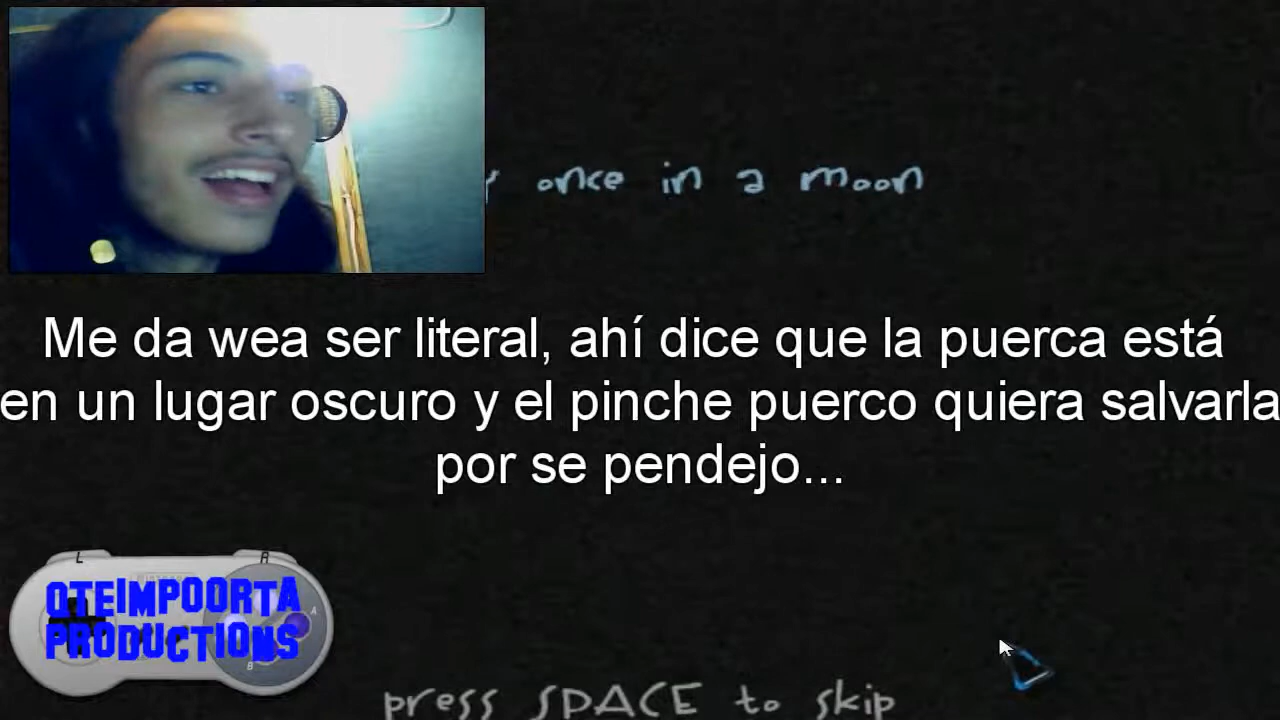 once in a moon
Me da wea ser literal, ahí dice que la puerca está
en un lugar oscuro y el pinche puerco quiera salvarla
por se pendejo...
L R
A
QTEIMPOORTA
PRODUCTIONS
B
press SPACE to skip